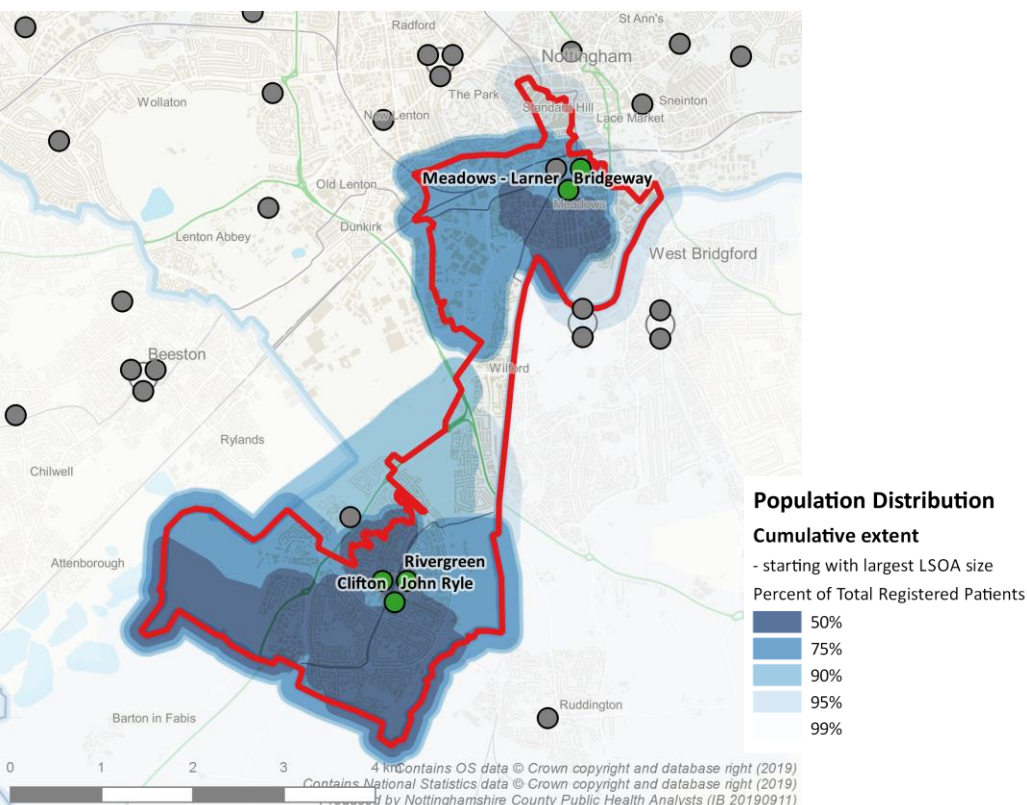 Radford
St Ann's
Nottingham
Wollaton
The Park
Standard Hill
Sneinton
New Lenton
Lace Market
Old Lenton
Meadows - Larner
Bridgeway
Meadows
Dunkirk
Lenton Abbey
West Bridgford
Beeston
Wilford
Rylands
Chilwell
Attenborough
Rivergreen
Clifton
John Ryle
Ruddington
Barton in Fabis
Population Distribution
Cumulative extent
- starting with largest LSOA size
Percent of Total Registered Patients
50%
75%
90%
95%
99%
0 1 2 3 4 km
Contains OS data © Crown copyright and database right (2019)
Contains National Statistics data © Crown copyright and database right (2019)
Produced by Nottinghamshire County Public Health Analysts (IB 20190911)